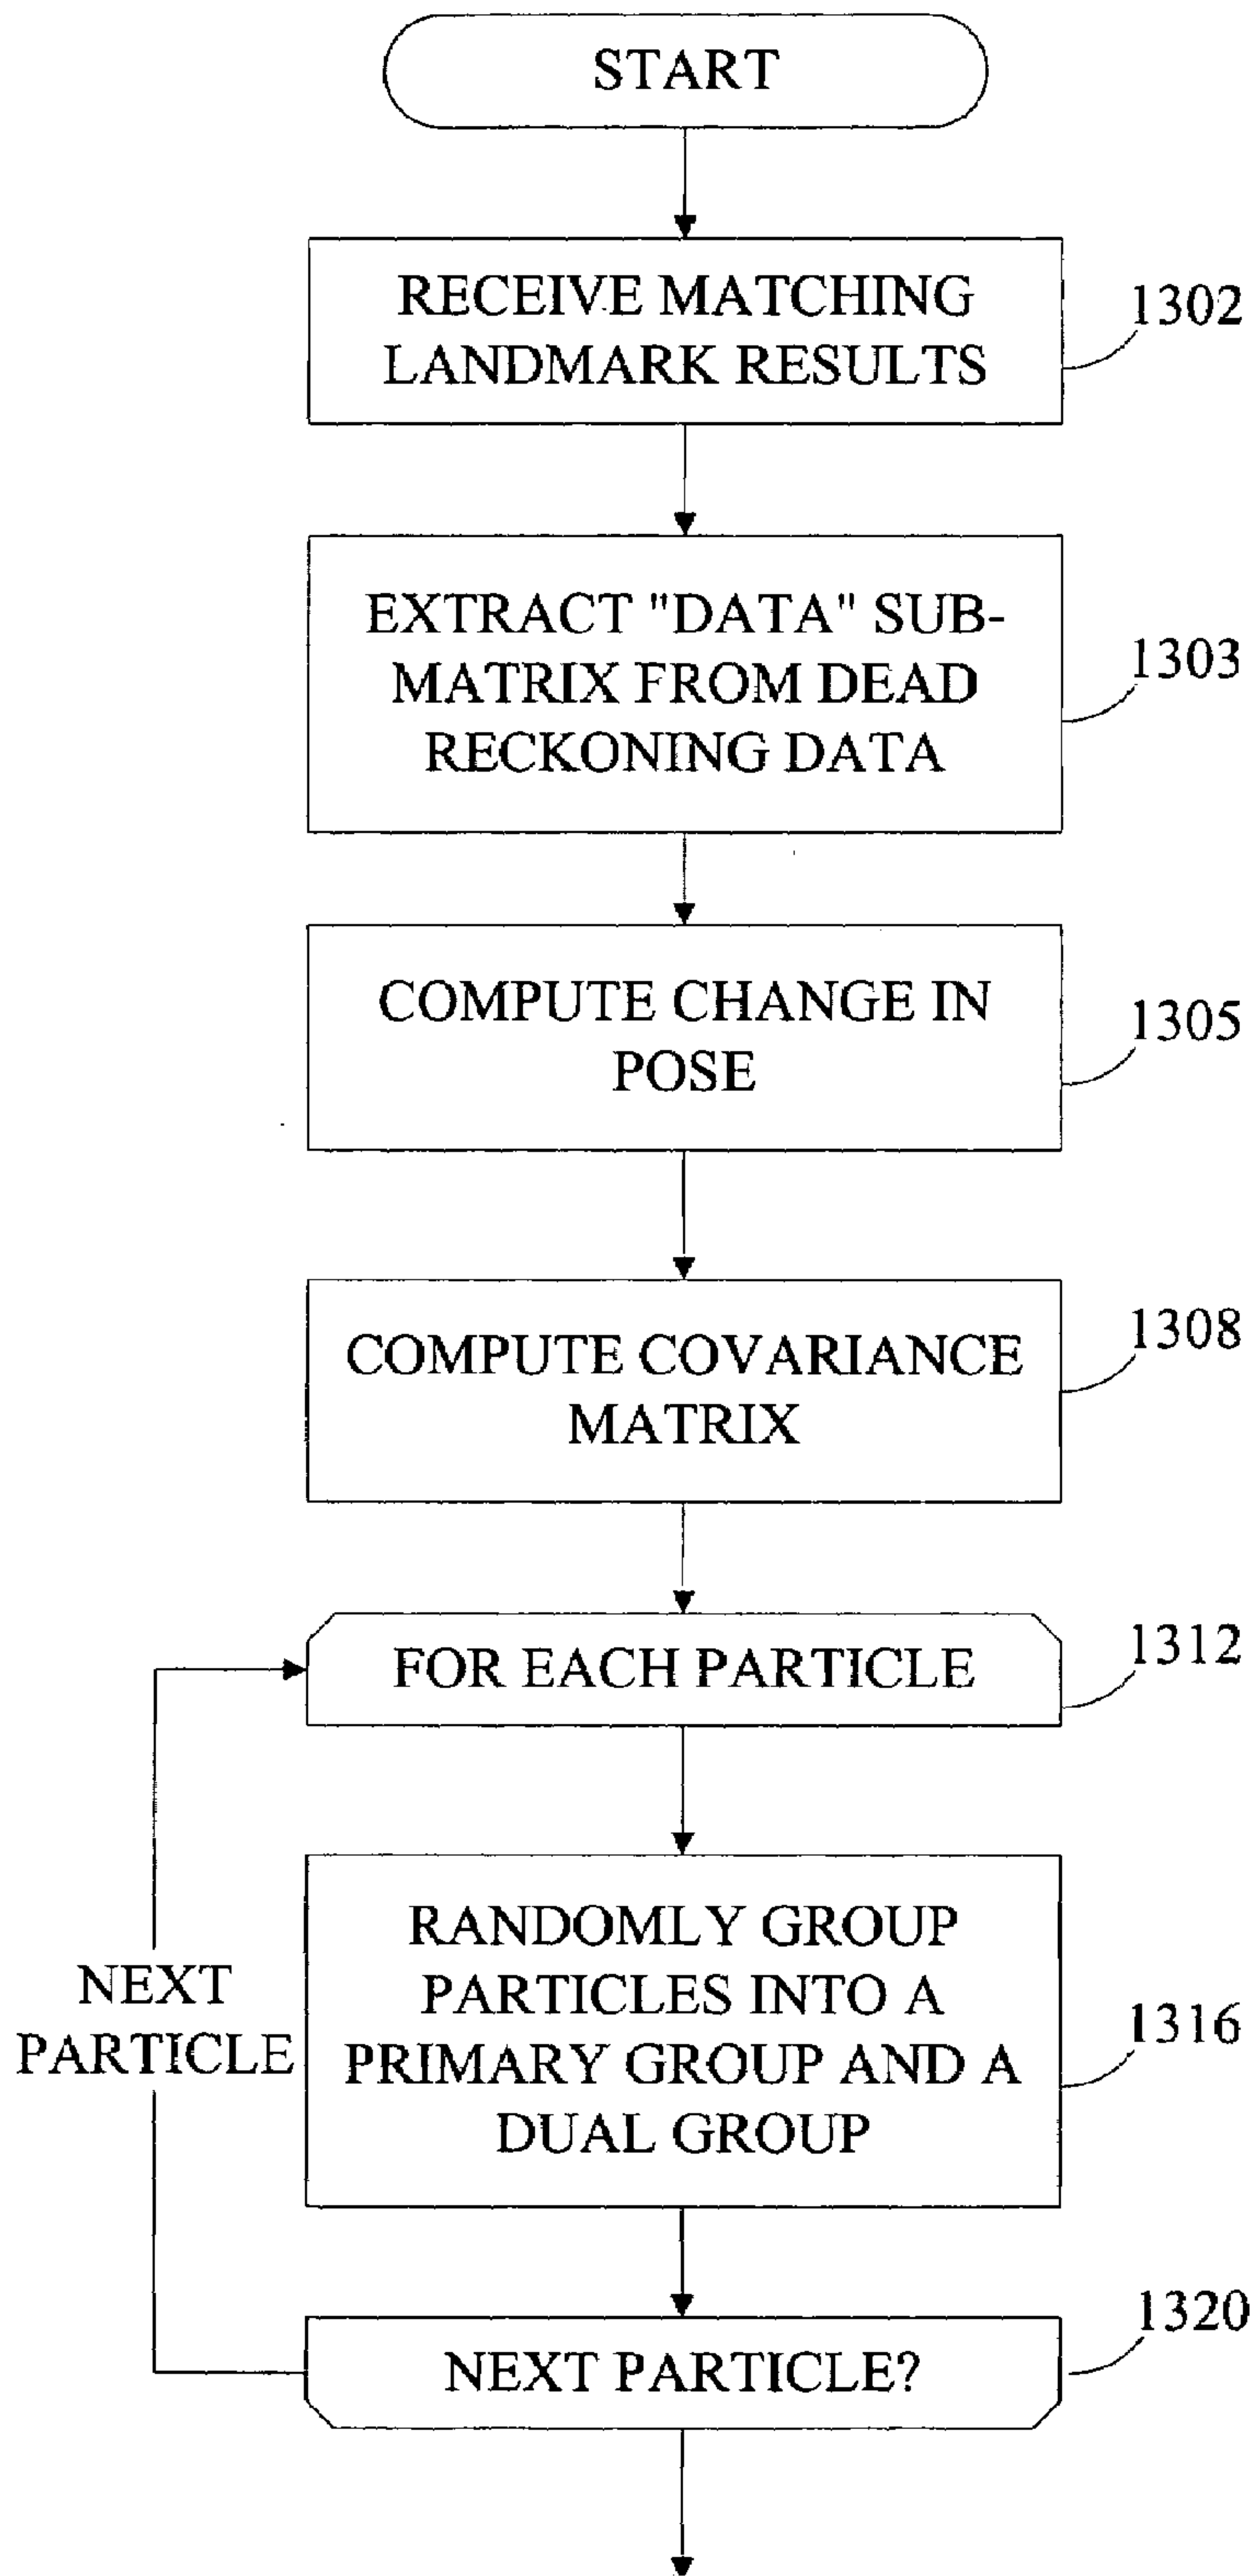 START
RECEIVE MATCHING
LANDMARK RESULTS
1302
EXTRACT "DATA" SUB-
MATRIX FROM DEAD
RECKONING DATA
1303
COMPUTE CHANGE IN
POSE
1305
COMPUTE COVARIANCE
MATRIX
1308
FOR EACH PARTICLE
1312
RANDOMLY GROUP
PARTICLES INTO A
PRIMARY GROUP AND A
DUAL GROUP
1316
NEXT
PARTICLE
NEXT PARTICLE?
1320